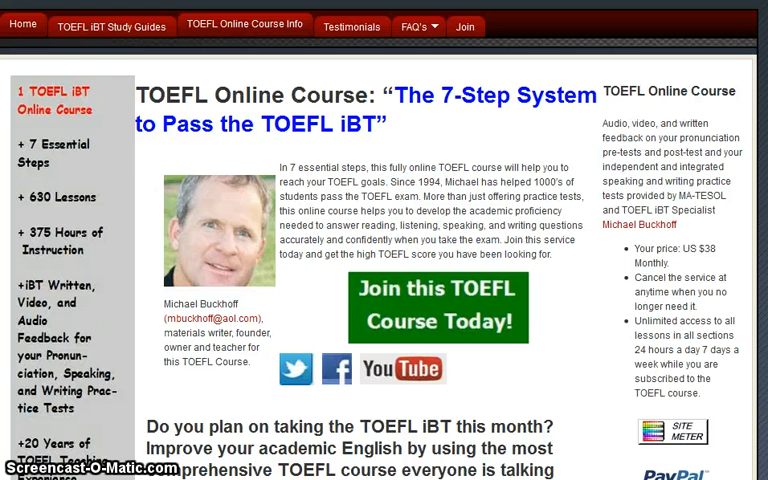 Home
TOEFL iBT Study Guides
TOEFL Online Course Info
Testimonials
FAQ's
Join
1 TOEFL iBT
Online Course
+ 7 Essential
Steps
+ 630 Lessons
+ 375 Hours of
Instruction
+iBT Written,
Video, and
Audio
Feedback for
your Pronun-
ciation, Speaking,
and Writing Prac-
tice Tests
+20 Years of
TOEFL Teaching
TOEFL Online Course: “The 7-Step System
to Pass the TOEFL iBT”
In 7 essential steps, this fully online TOEFL course will help you to
reach your TOEFL goals. Since 1994, Michael has helped 1000's of
students pass the TOEFL exam. More than just offering practice tests,
this online course helps you to develop the academic proficiency
needed to answer reading, listening, speaking, and writing questions
accurately and confidently when you take the exam. Join this service
today and get the high TOEFL score you have been looking for.
Michael Buckhoff
(mbuckhoff@aol.com),
materials writer, founder,
owner and teacher for
this TOEFL Course.
Join this TOEFL
Course Today!
You Tube
Do you plan on taking the TOEFL iBT this month?
Improve your academic English by using the most
comprehensive TOEFL course everyone is talking
TOEFL Online Course
Audio, video, and written
feedback on your pronunciation
pre-tests and post-test and your
independent and integrated
speaking and writing practice
tests provided by MA-TESOL
and TOEFL iBT Specialist
Michael Buckhoff
Your price: US $38
Monthly.
Cancel the service at
anytime when you no
longer need it.
Unlimited access to all
lessons in all sections
24 hours a day 7 days a
week while you are
subscribed to the
TOEFL course.
SITE
METER
PayPal
Screencast-O-Matic.com